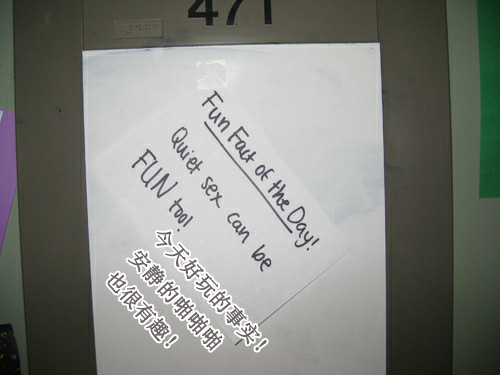 471
Fun Fact of the Day!
Quiet sex can be
FUN too!
今天好玩的事实!
安静的啪啪啪
也很有趣!